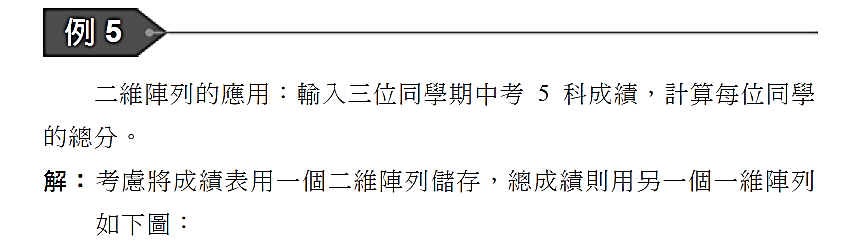 例 5
二維陣列的應用：輸入三位同學期中考 5 科成績，計算每位同學
的總分。
解：考慮將成績表用一個二維陣列儲存，總成績則用另一個一維陣列
如下圖：